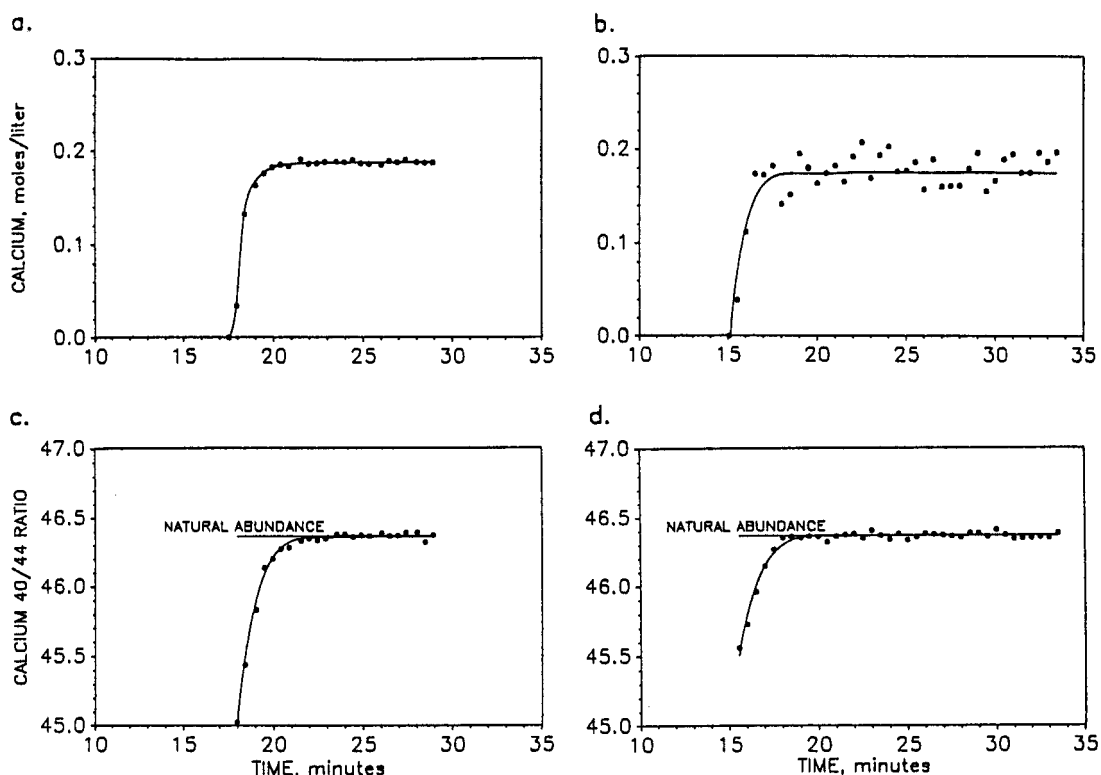 a.
b.
0.3
0.2
0.1
0.0
10 15 20 25 30 35
CALCIUM, moles/liter
0.3
0.2
0.1
0.0
10 15 20 25 30 35
c.
d.
47.0
46.5
46.0
45.5
45.0
NATURAL ABUNDANCE
10 15 20 25 30 35
CALCIUM 40/44 RATIO
TIME, minutes
47.0
46.5
46.0
45.5
45.0
NATURAL ABUNDANCE
10 15 20 25 30 35
TIME, minutes